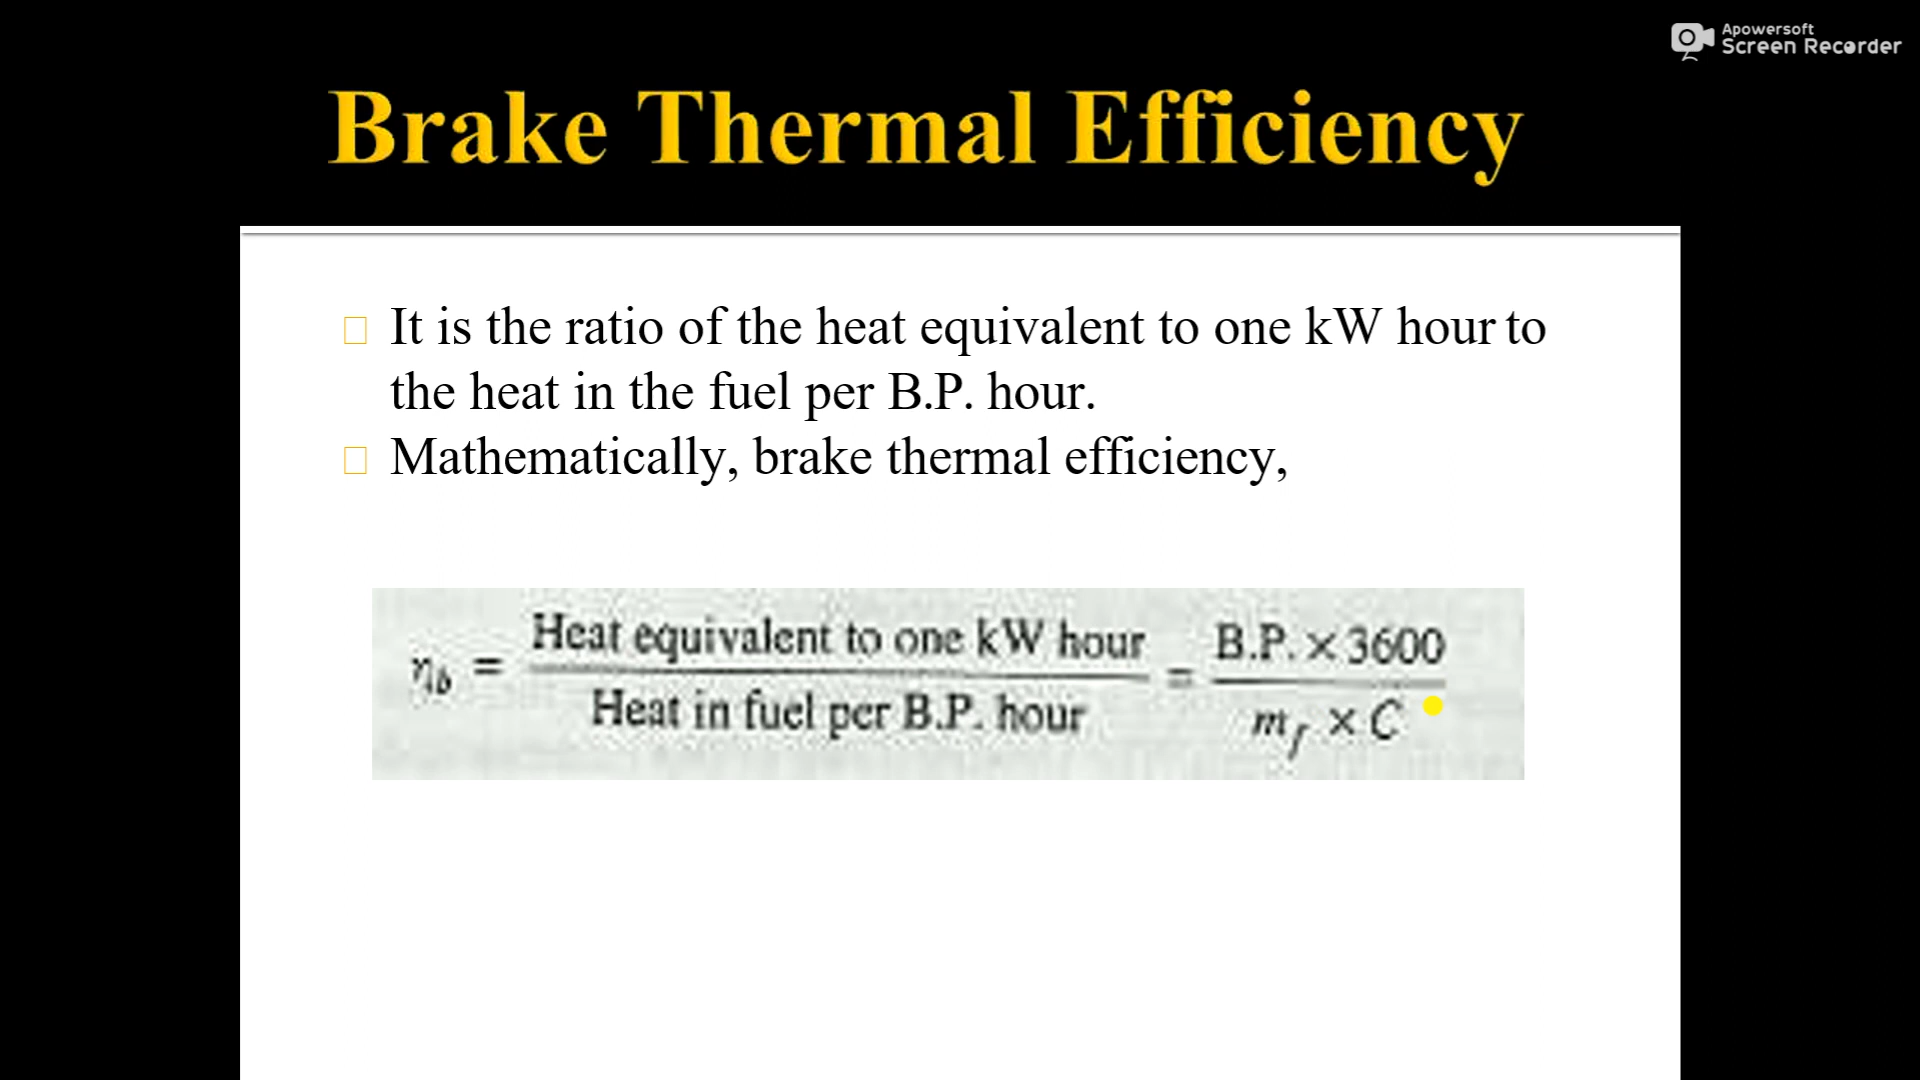 Apowersoft
Screen Recorder
Brake Thermal Efficiency
It is the ratio of the heat equivalent to one kW hour to
the heat in the fuel per B.P. hour.
Mathematically, brake thermal efficiency,
η_b = Heat equivalent to one kW hour / Heat in fuel per B.P. hour = B.P. × 3600 / m_f × C